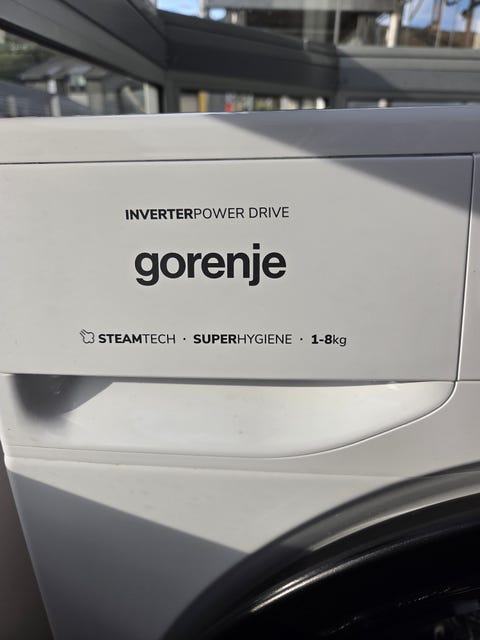 INVERTERPOWER DRIVE
gorenje
STEAMTECH · SUPERHYGIENE · 1-8kg